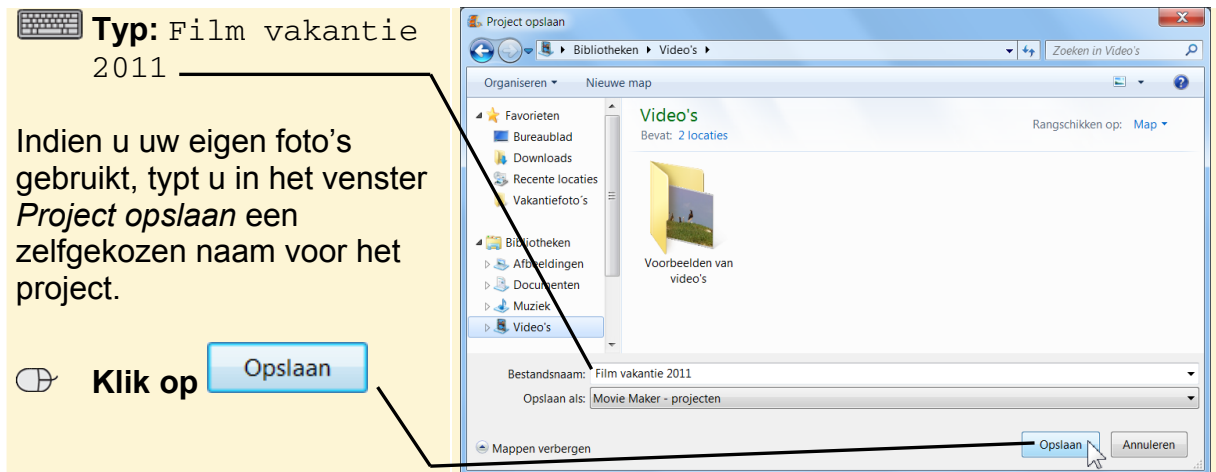 Typ: Film vakantie
2011
Indien u uw eigen foto's
gebruikt, typt u in het venster
Project opslaan een
zelfgekozen naam voor het
project.
Klik op Opslaan
Project opslaan
Bibliotheken Video's
Zoeken in Video's
Organiseren Nieuwe map
Favorieten
Bureaublad
Downloads
Recente locaties
Vakantiefoto's
Bibliotheken
Afbeeldingen
Documenten
Muziek
Video's
Video's
Bevat: 2 locaties
Rangschikken op: Map
Voorbeelden van
video's
Bestandsnaam: Film vakantie 2011
Opslaan als: Movie Maker - projecten
Mappen verbergen
Opslaan Annuleren